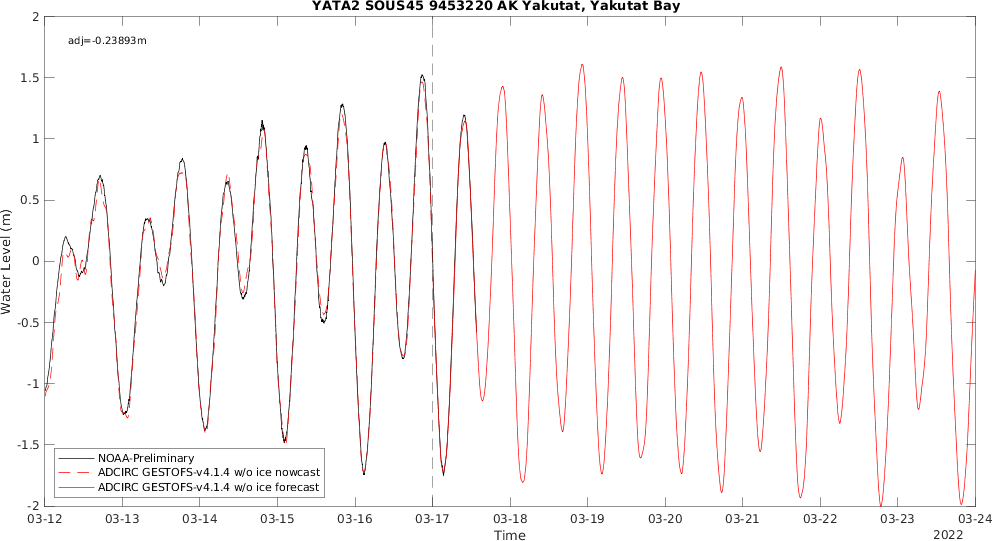 YATA2 SOUS45 9453220 AK Yakutat, Yakutat Bay
adj=-0.23893m
2
1.5
1
0.5
0
-0.5
-1
-1.5
-2
Water Level (m)
NOAA-Preliminary
ADCIRC GESTOFS-v4.1.4 w/o ice nowcast
ADCIRC GESTOFS-v4.1.4 w/o ice forecast
03-12 03-13 03-14 03-15 03-16 03-17 03-18 03-19 03-20 03-21 03-22 03-23 03-24
Time
2022